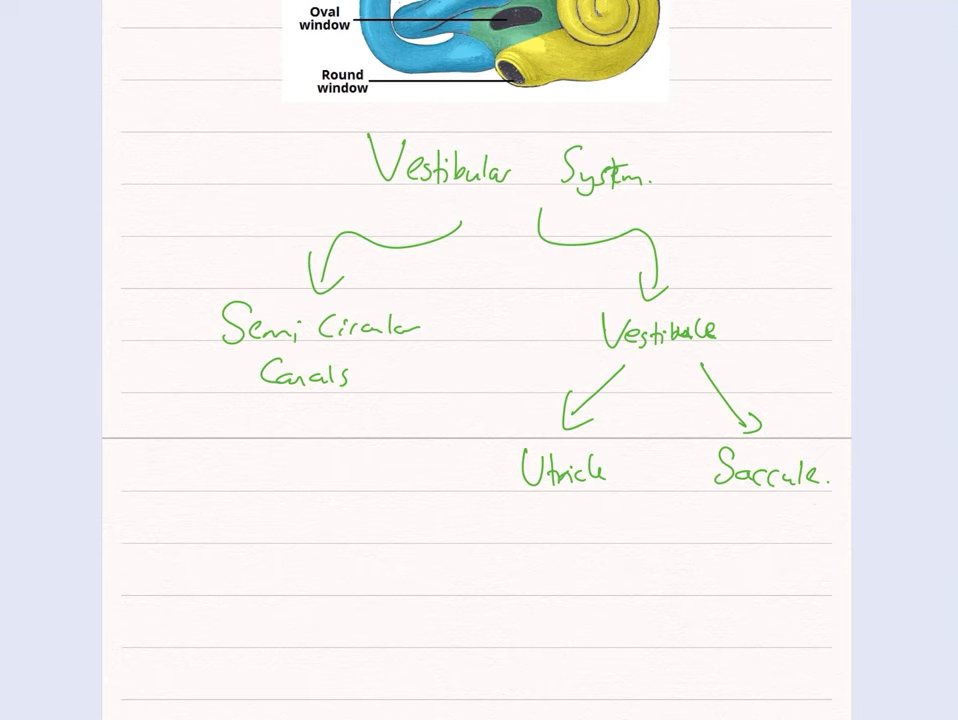 Oval
window
Round
window
Vestibular System.
Semi Circular
Canals
Vestibule
Utricle
Saccule.